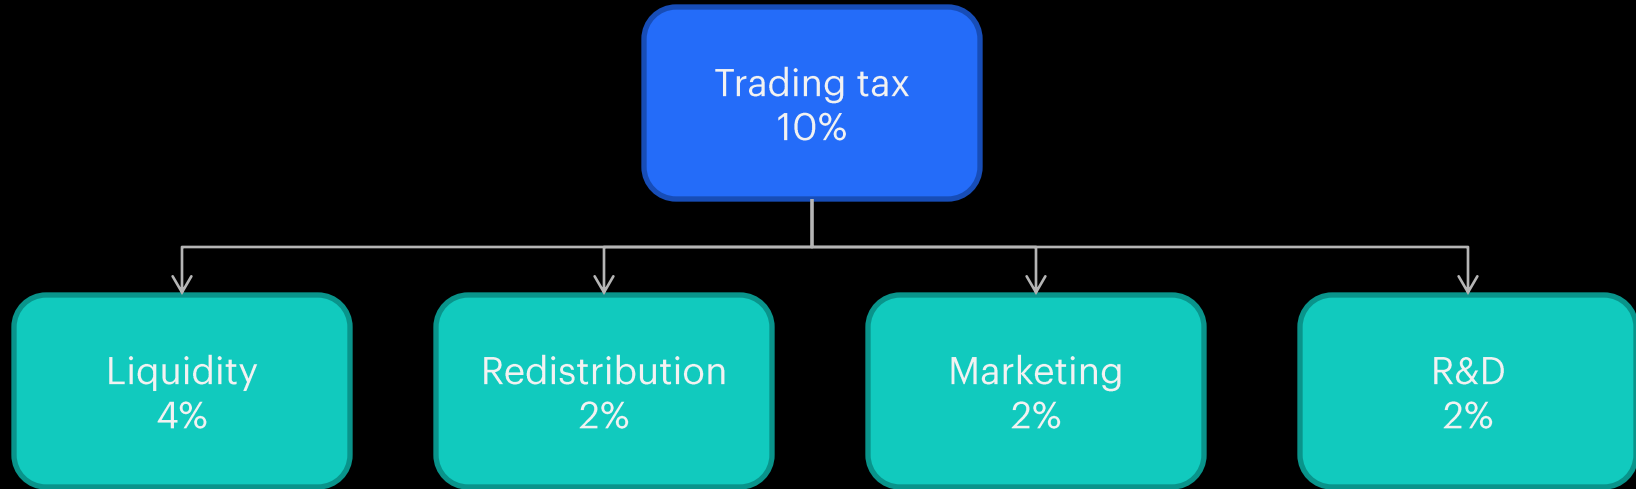 Trading tax
10%
Liquidity
4%
Redistribution
2%
Marketing
2%
R&D
2%